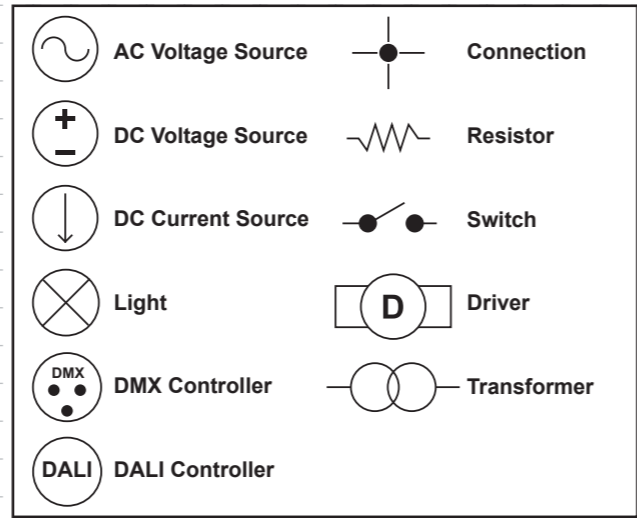 AC Voltage Source
Connection
+
−
DC Voltage Source
Resistor
DC Current Source
Switch
Light
D
Driver
DMX
DMX Controller
Transformer
DALI
DALI Controller